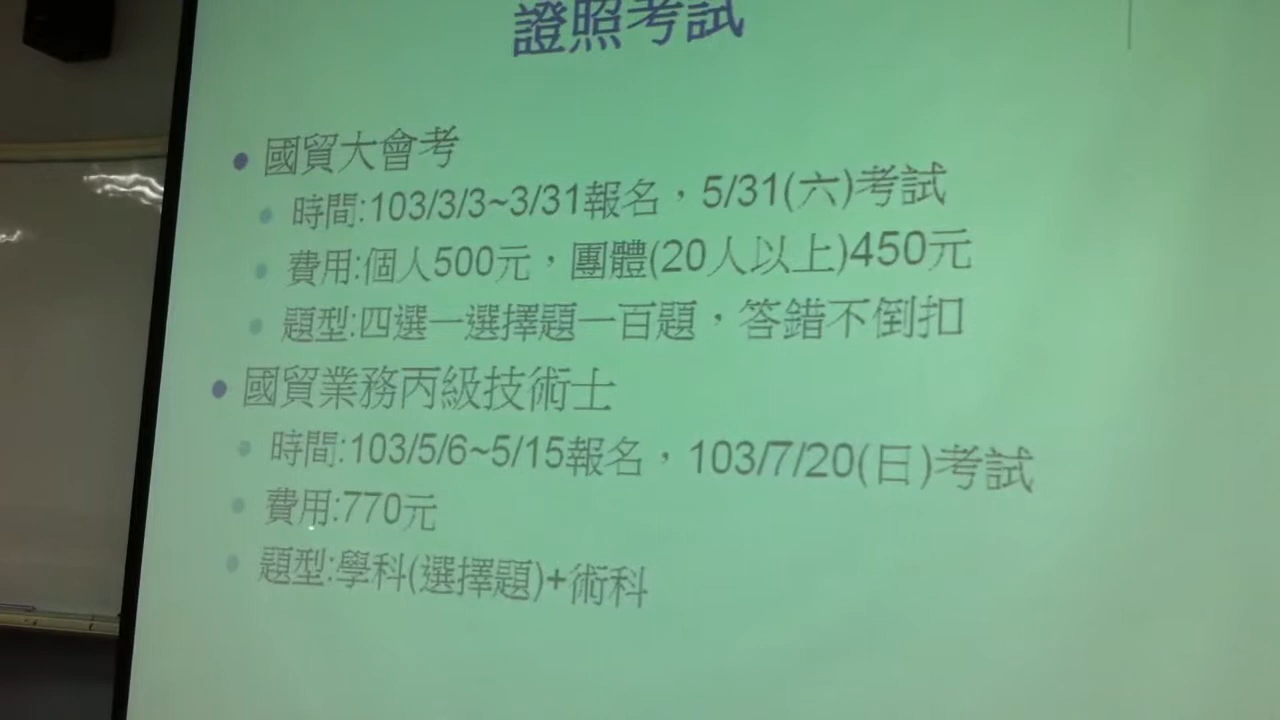 證照考試
國貿大會考
時間:103/3/3~3/31報名，5/31(六)考試
費用:個人500元，團體(20人以上)450元
題型:四選一選擇題一百題，答錯不倒扣
國貿業務丙級技術士
時間:103/5/6~5/15報名，103/7/20(日)考試
費用:770元
題型:學科(選擇題)+術科